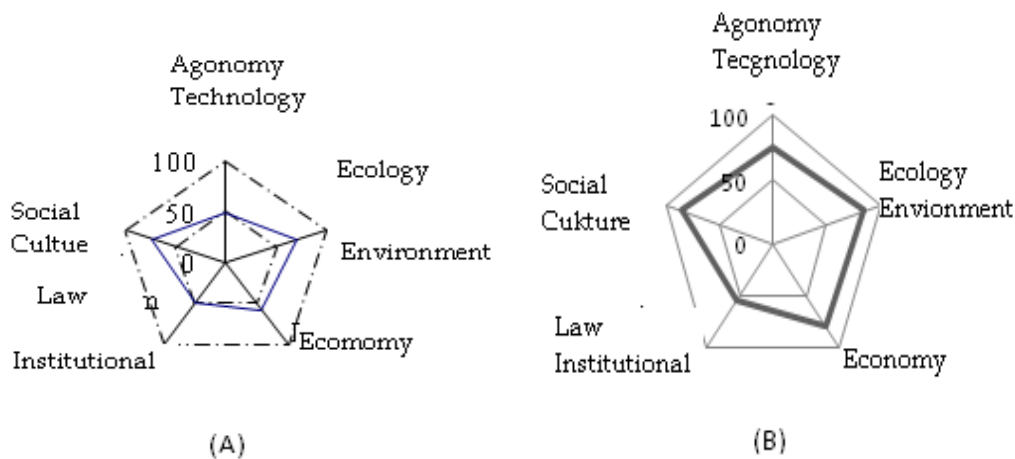 Agonomy
Technology
100
Ecology
50
Social
Cultue
0
Environment
Law
n
Institutional
Ecomomy
(A)
Agonomy
Tecgnology
100
50
Ecology
Envionment
Social
Cukture
0
Law
Institutional
Economy
(B)